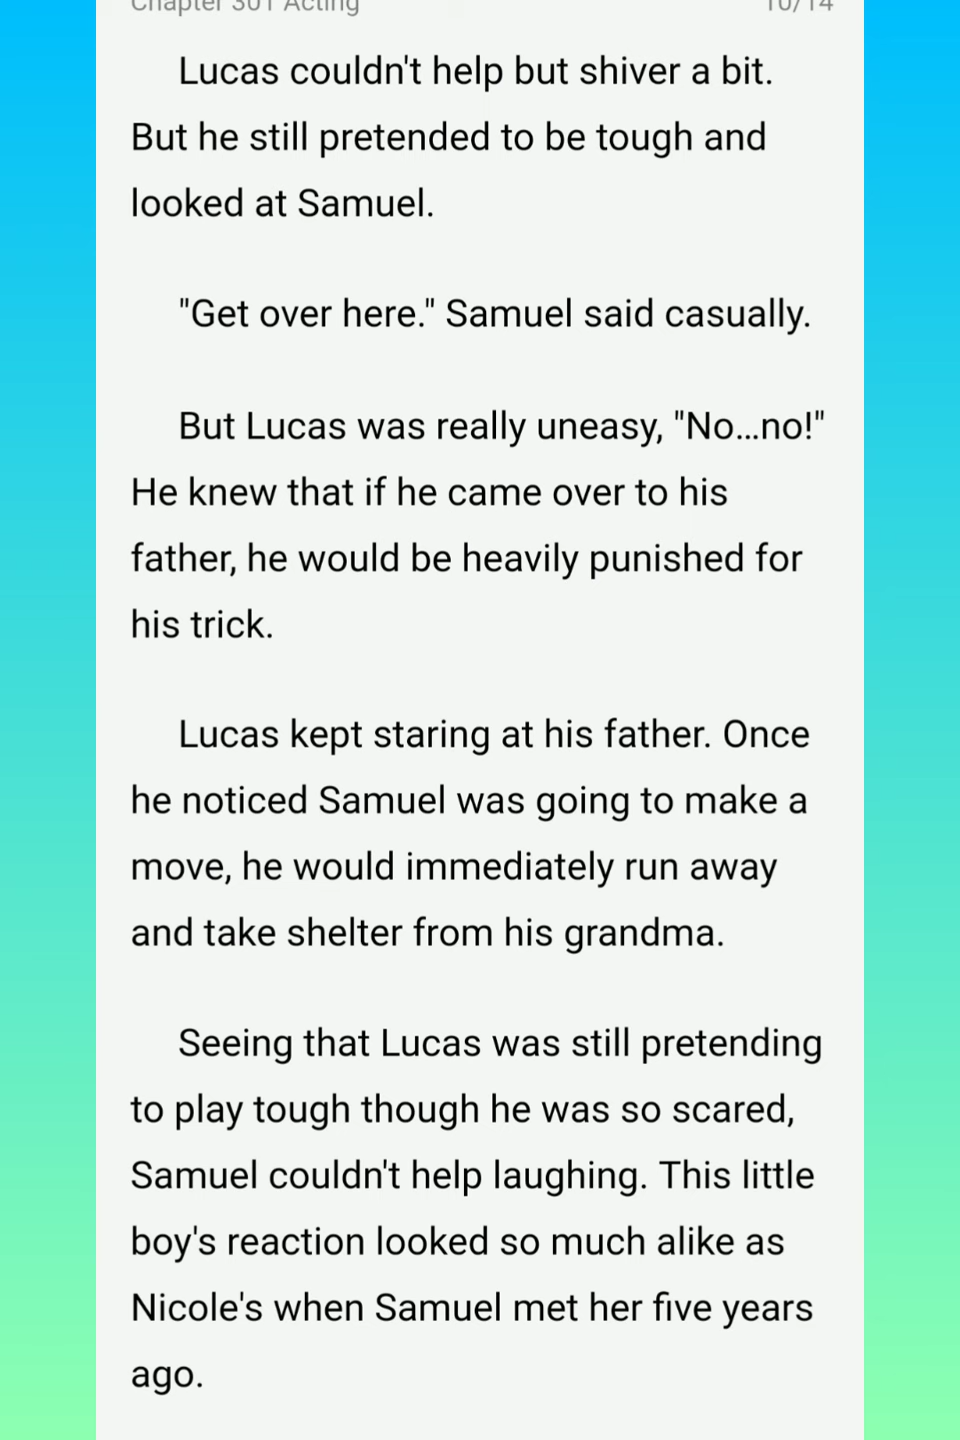 Chapter 301 Acting 10/14
Lucas couldn't help but shiver a bit.
But he still pretended to be tough and
looked at Samuel.
"Get over here." Samuel said casually.
But Lucas was really uneasy, "No...no!"
He knew that if he came over to his
father, he would be heavily punished for
his trick.
Lucas kept staring at his father. Once
he noticed Samuel was going to make a
move, he would immediately run away
and take shelter from his grandma.
Seeing that Lucas was still pretending
to play tough though he was so scared,
Samuel couldn't help laughing. This little
boy's reaction looked so much alike as
Nicole's when Samuel met her five years
ago.